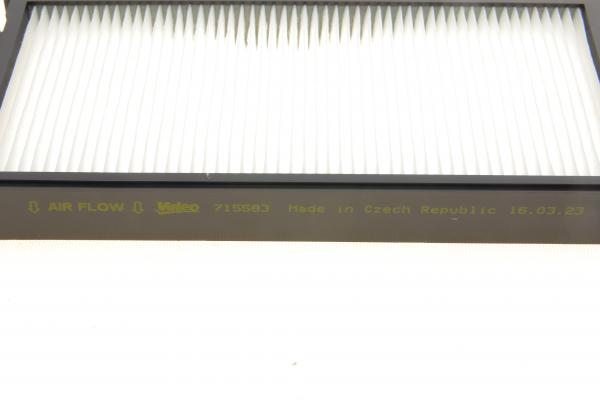 ⇩ AIR FLOW ⇩ Valeo 715583 Made in Czech Republic 16.03.23